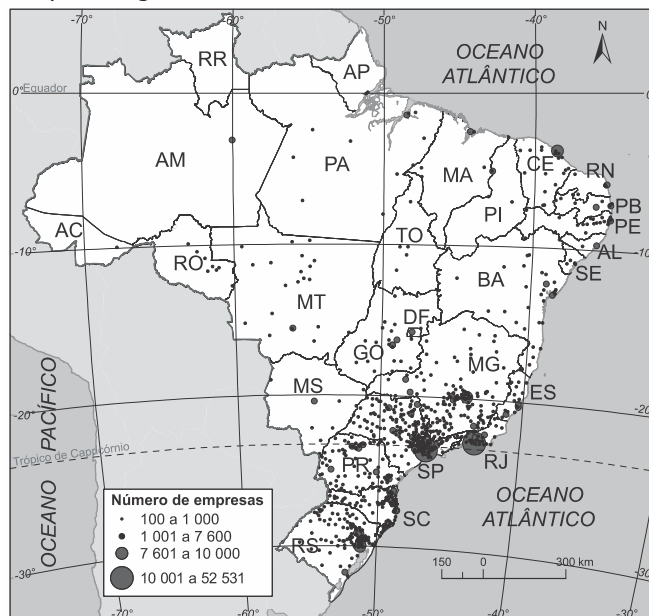 -70°
-60°
-50°
-40°
RR
AP
OCEANO
ATLÂNTICO
N
0°
Equador
0
AM
PA
MA
CE
RN
PB
PE
PI
AC
TO
AL
-10°
-10°
RO
SE
BA
MT
DF
GO
MG
MS
ES
OCEANO PACÍFICO
-20°
-20
Trópico de Capricórnio
PR
SP
RJ
SC
OCEANO
ATLÂNTICO
Número de empresas
100 a 1 000
1 001 a 7 600
7 601 a 10 000
10 001 a 52 531
RS
150 0 300 km
-30°
-30
-70°
-60°
-50°
-40°